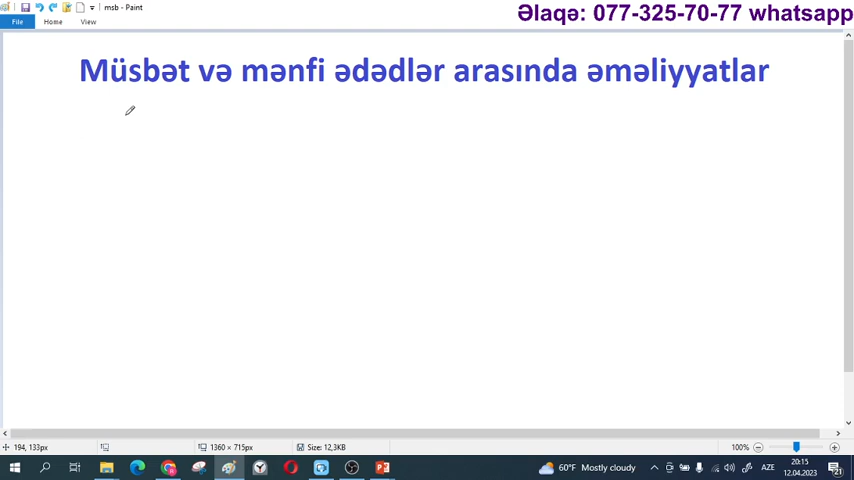 msb - Paint
Əlaqə: 077-325-70-77 whatsapp
File Home View
Müsbət və mənfi ədədlər arasında əməliyyatlar
194, 133px 1360 × 715px Size: 12,3KB 100%
60°F Mostly cloudy AZE 20:15
12.04.2023 21